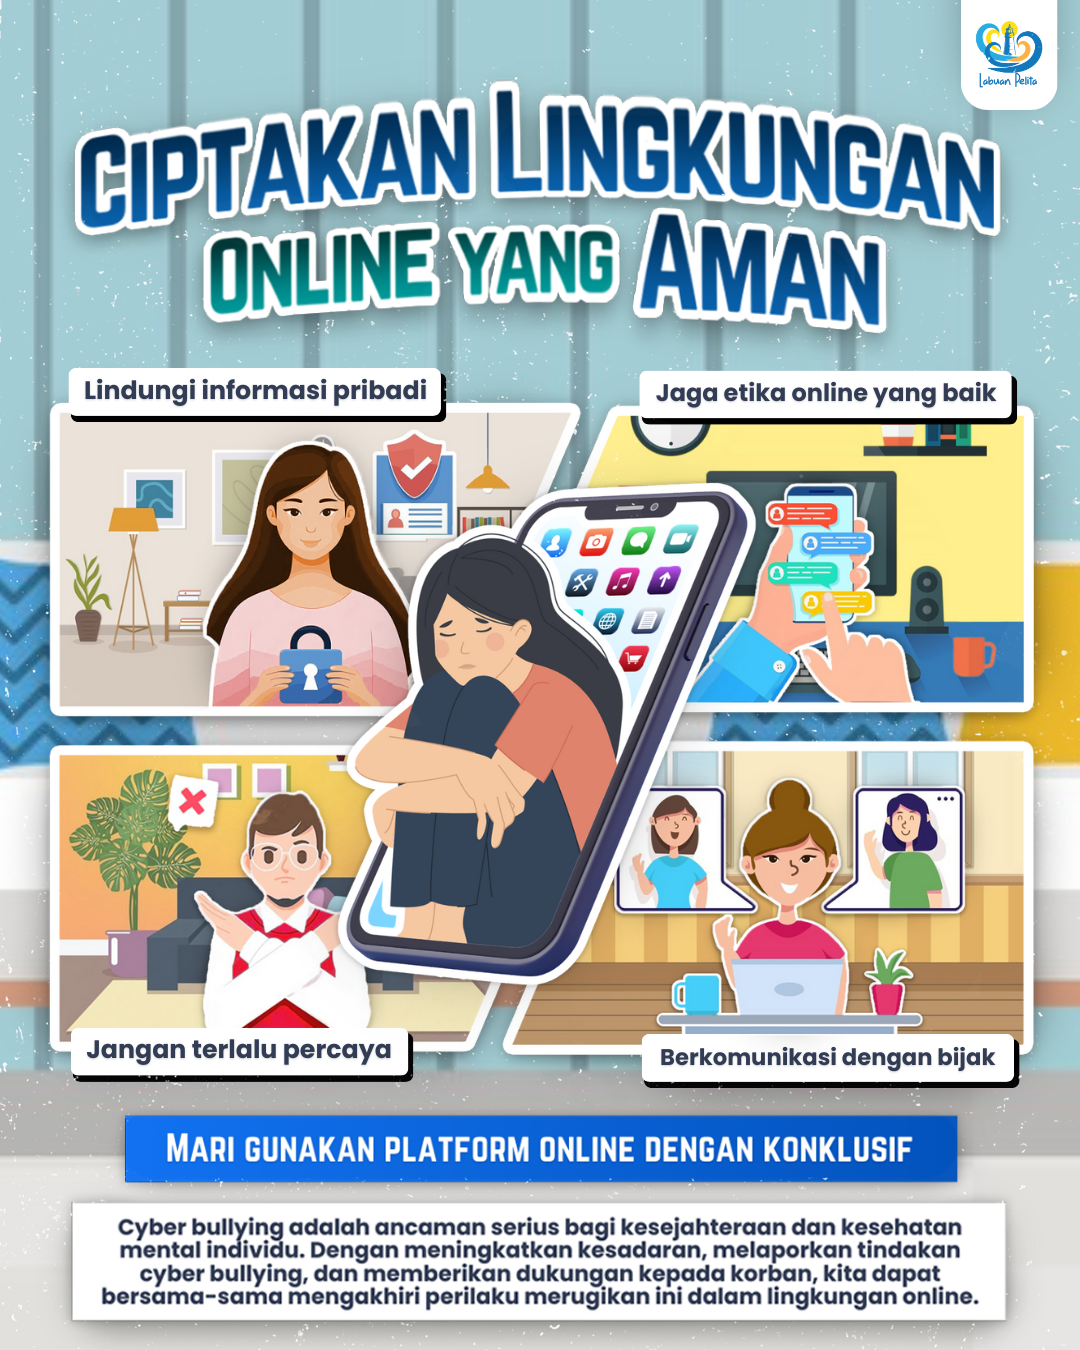 Labuan Pelita
CIPTAKAN LINGKUNGAN
ONLINE YANG AMAN
Lindungi informasi pribadi
Jaga etika online yang baik
Jangan terlalu percaya
Berkomunikasi dengan bijak
MARI GUNAKAN PLATFORM ONLINE DENGAN KONKLUSIF
Cyber bullying adalah ancaman serius bagi kesejahteraan dan kesehatan
mental individu. Dengan meningkatkan kesadaran, melaporkan tindakan
cyber bullying, dan memberikan dukungan kepada korban, kita dapat
bersama-sama mengakhiri perilaku merugikan ini dalam lingkungan online.